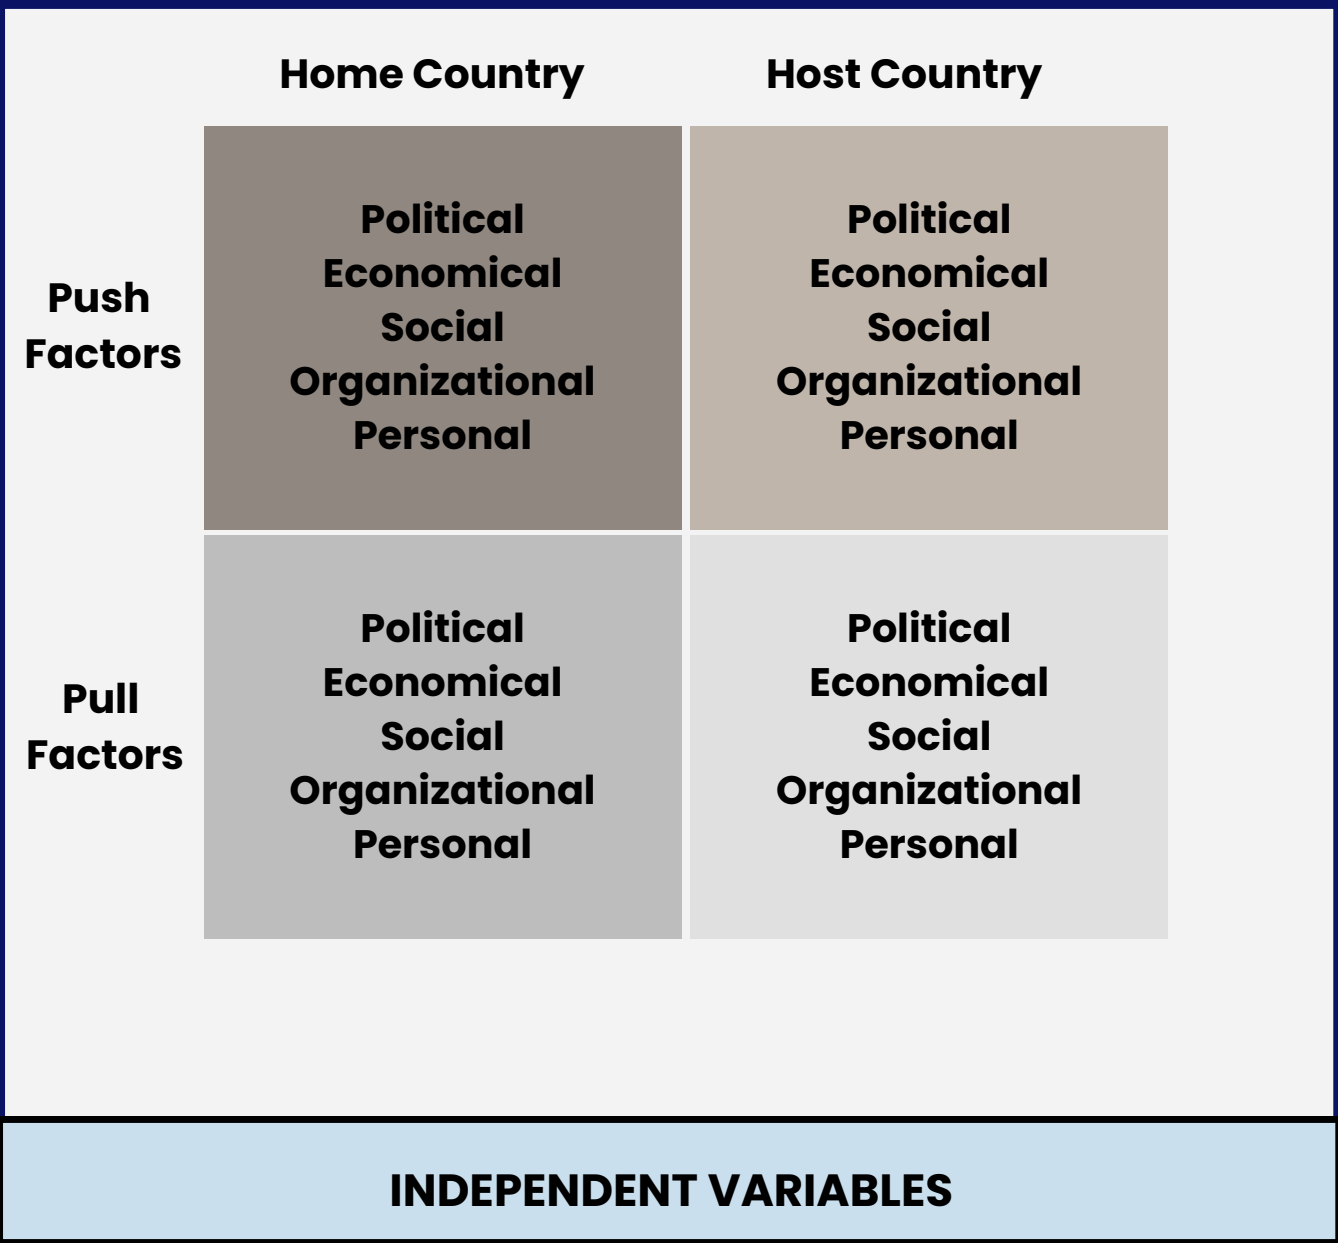 Home Country
Host Country
Push
Factors
Political
Economical
Social
Organizational
Personal
Political
Economical
Social
Organizational
Personal
Pull
Factors
Political
Economical
Social
Organizational
Personal
Political
Economical
Social
Organizational
Personal
INDEPENDENT VARIABLES